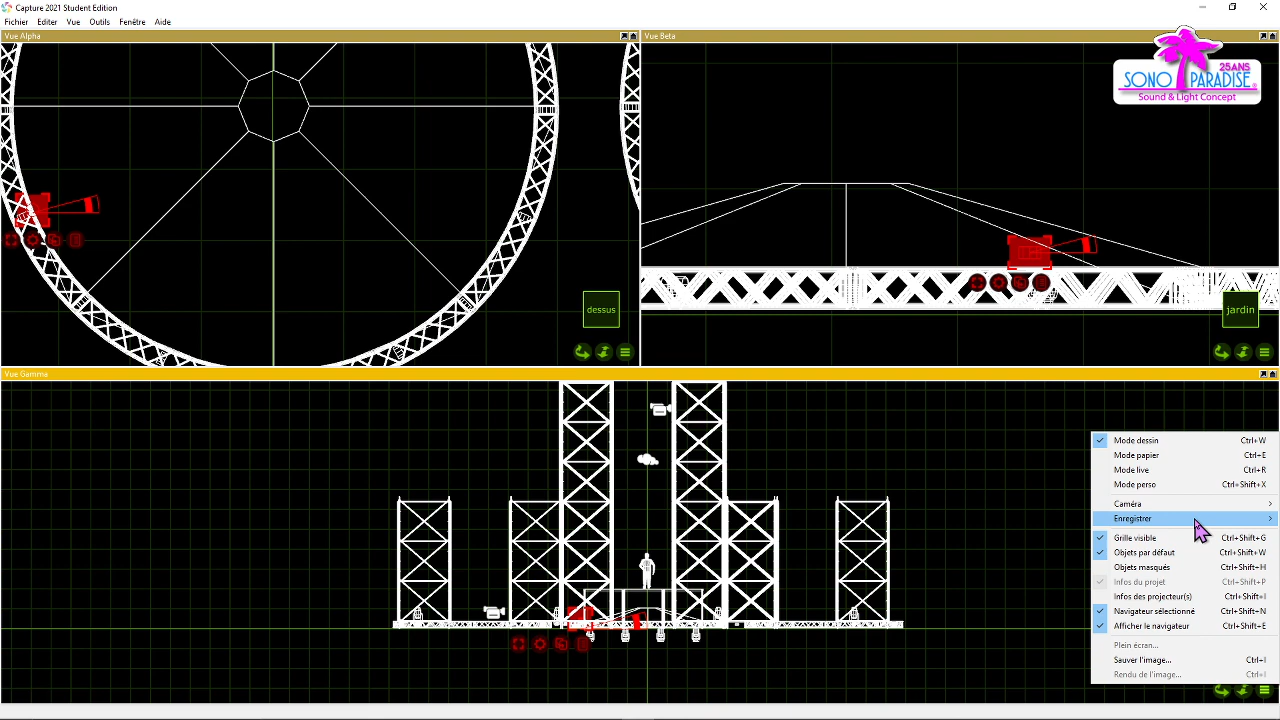 Capture 2021 Student Edition
Fichier Editer Vue Outils Fenêtre Aide
Vue Alpha
Vue Beta
25ANS
SONO PARADISE
Sound & Light Concept
dessus
jardin
Vue Gamma
Mode dessin Ctrl+W
Mode papier Ctrl+E
Mode live Ctrl+R
Mode perso Ctrl+Shift+X
Caméra
Enregistrer
Grille visible Ctrl+Shift+G
Objets par défaut Ctrl+Shift+W
Objets masqués Ctrl+Shift+H
Infos du projet Ctrl+Shift+P
Infos des projecteur(s) Ctrl+Shift+I
Navigateur sélectionné Ctrl+Shift+N
Afficher le navigateur Ctrl+Shift+E
Plein écran...
Sauver l'image... Ctrl+I
Rendu de l'image... Ctrl+I